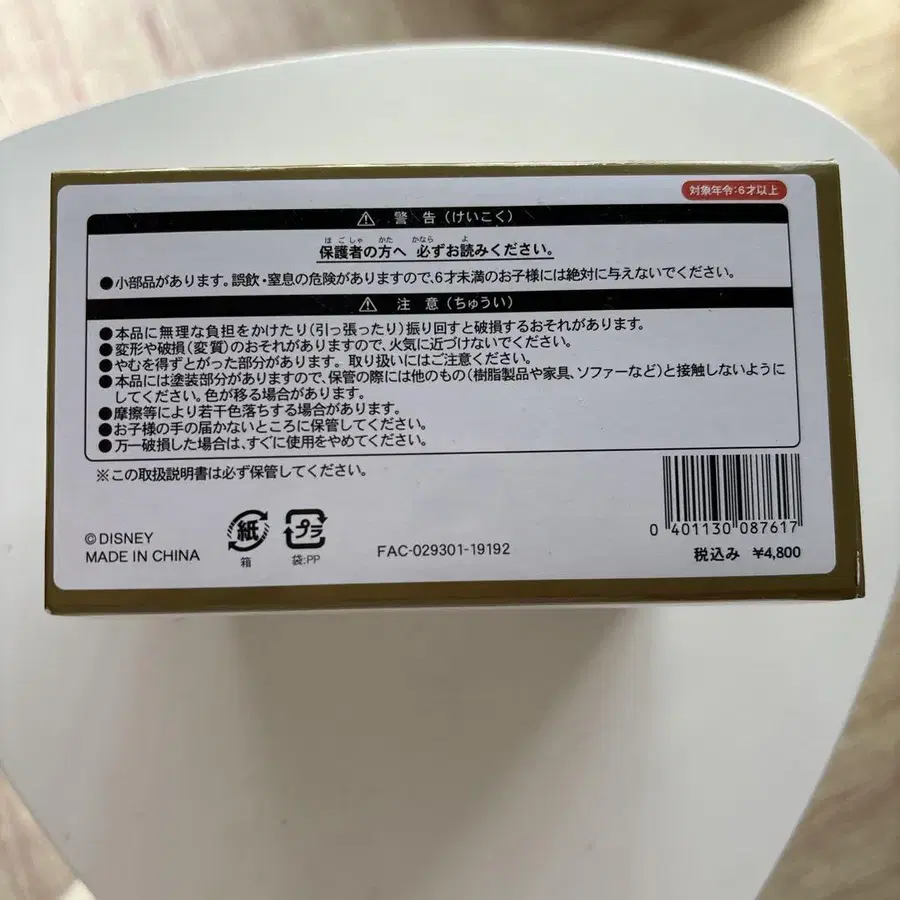 対象年令:6才以上
⚠ 警告(けいこく)
ほごしゃ かた かなら よ
保護者の方へ 必ずお読みください。
●小部品があります。誤飲・窒息の危険がありますので、6才未満のお子様には絶対に与えないでください。
⚠ 注意(ちゅうい)
●本品に無理な負担をかけたり(引っ張ったり)振り回すと破損するおそれがあります。
●変形や破損(変質)のおそれがありますので、火気に近づけないでください。
●やむを得ずとがった部分があります。取り扱いにはご注意ください。
●本品には塗装部分がありますので、保管の際には他のもの(樹脂製品や家具、ソファーなど)と接触しないように
してください。色が移る場合があります。
●摩擦等により若干色落ちする場合があります。
●お子様の手の届かないところに保管してください。
●万一破損した場合は、すぐに使用をやめてください。
※この取扱説明書は必ず保管してください。
©DISNEY
MADE IN CHINA
紙
箱
プラ
袋:PP
FAC-029301-19192
0 401130 087617
税込み ¥4,800